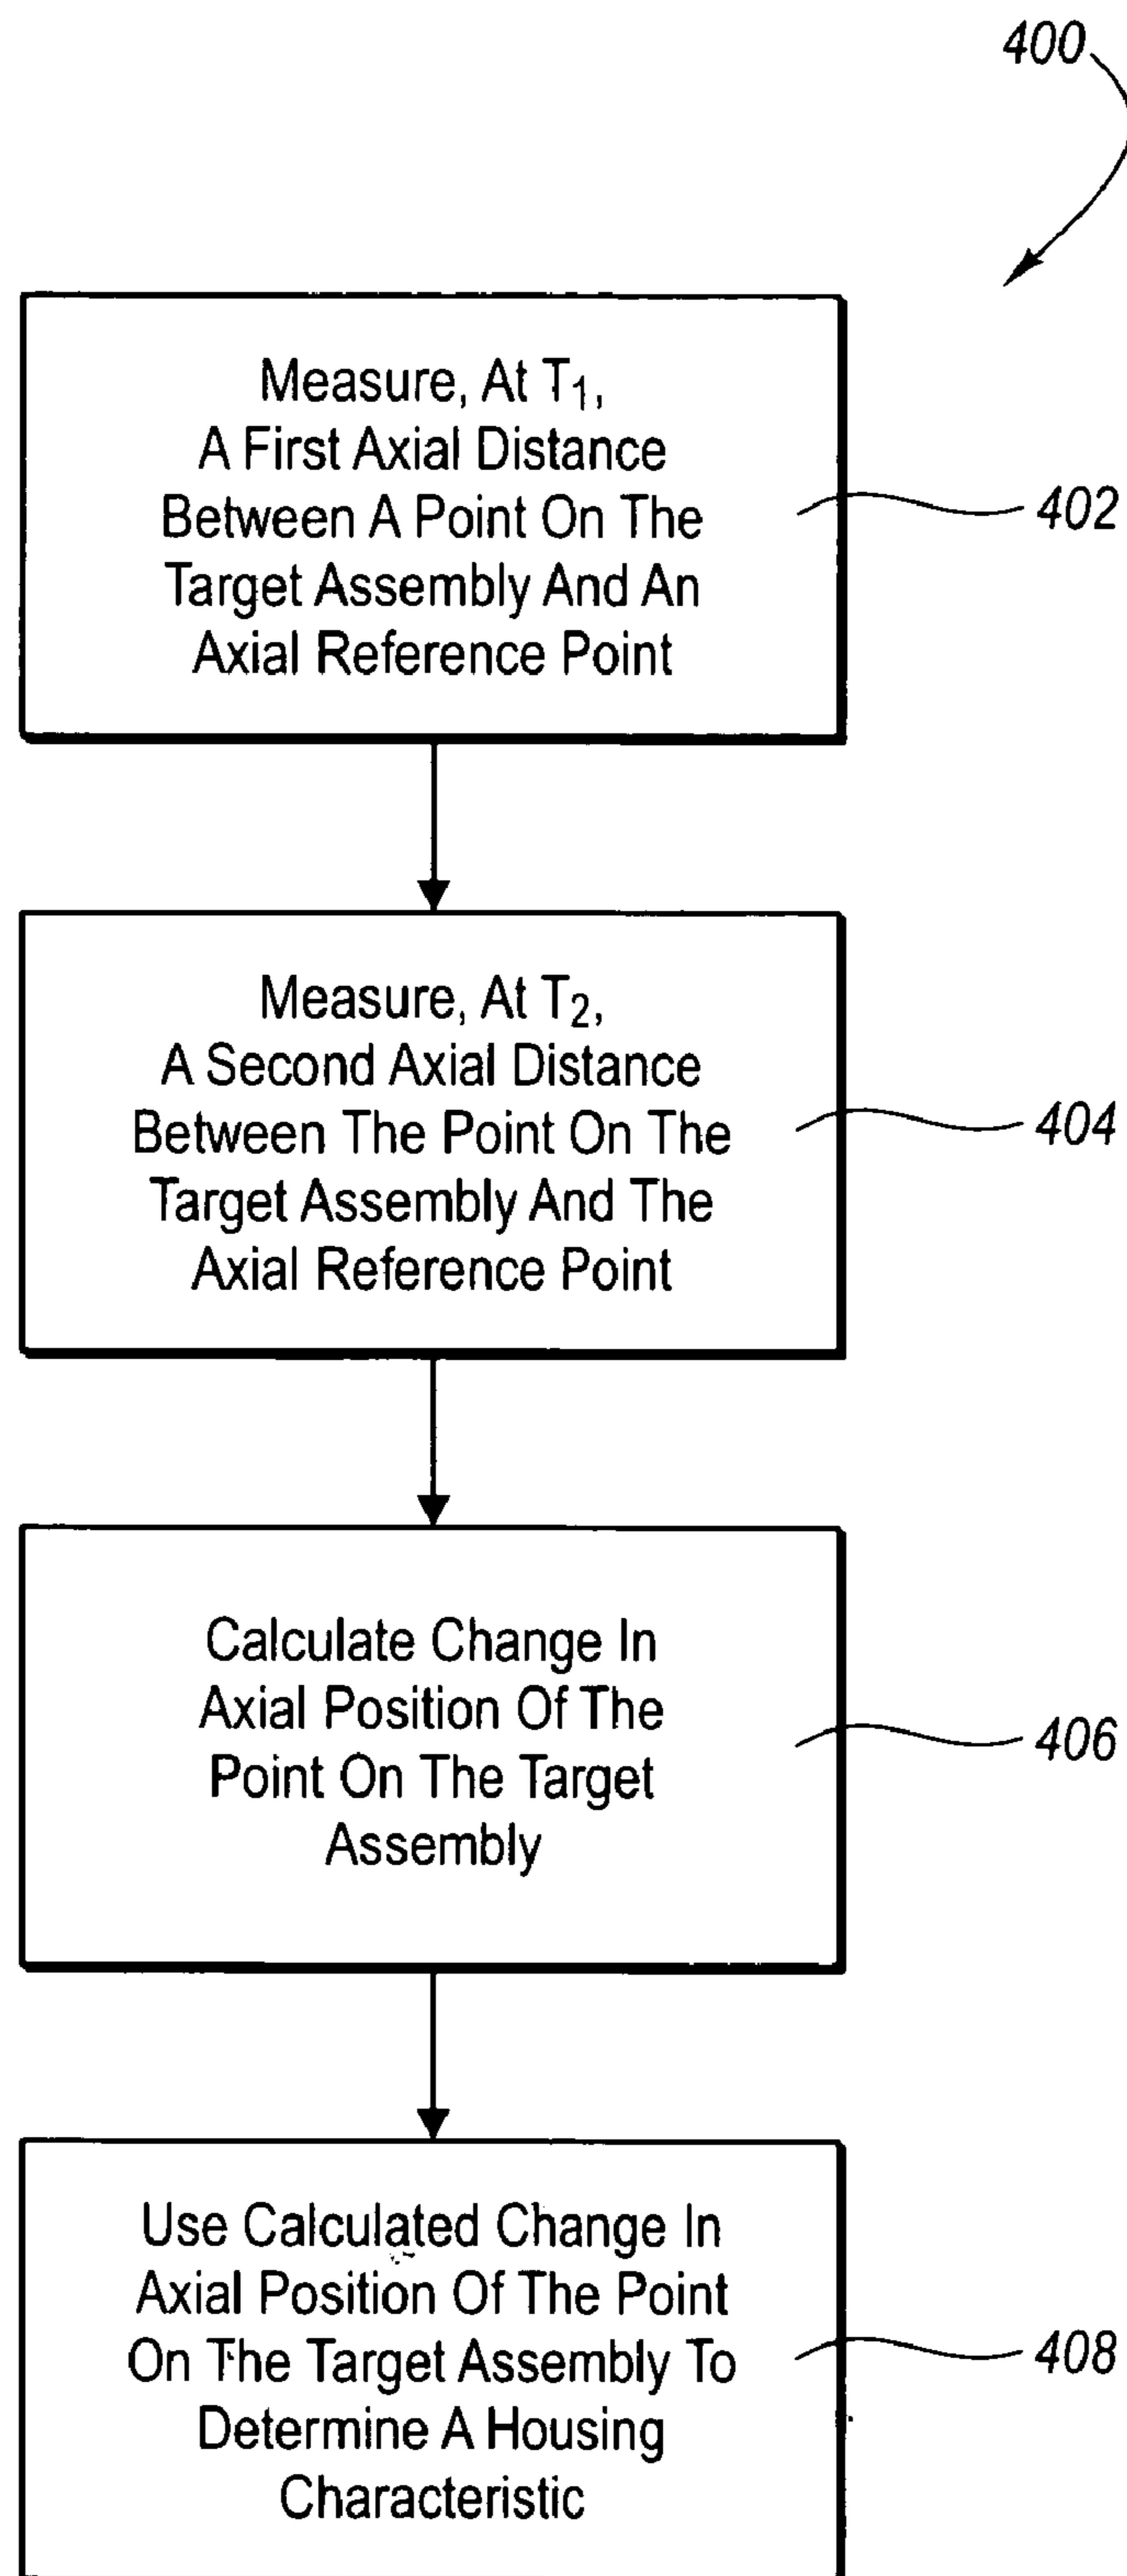 400
Measure, At T₁,
A First Axial Distance
Between A Point On The
Target Assembly And An
Axial Reference Point
402
Measure, At T₂,
A Second Axial Distance
Between The Point On The
Target Assembly And The
Axial Reference Point
404
Calculate Change In
Axial Position Of The
Point On The Target
Assembly
406
Use Calculated Change In
Axial Position Of The Point
On The Target Assembly To
Determine A Housing
Characteristic
408